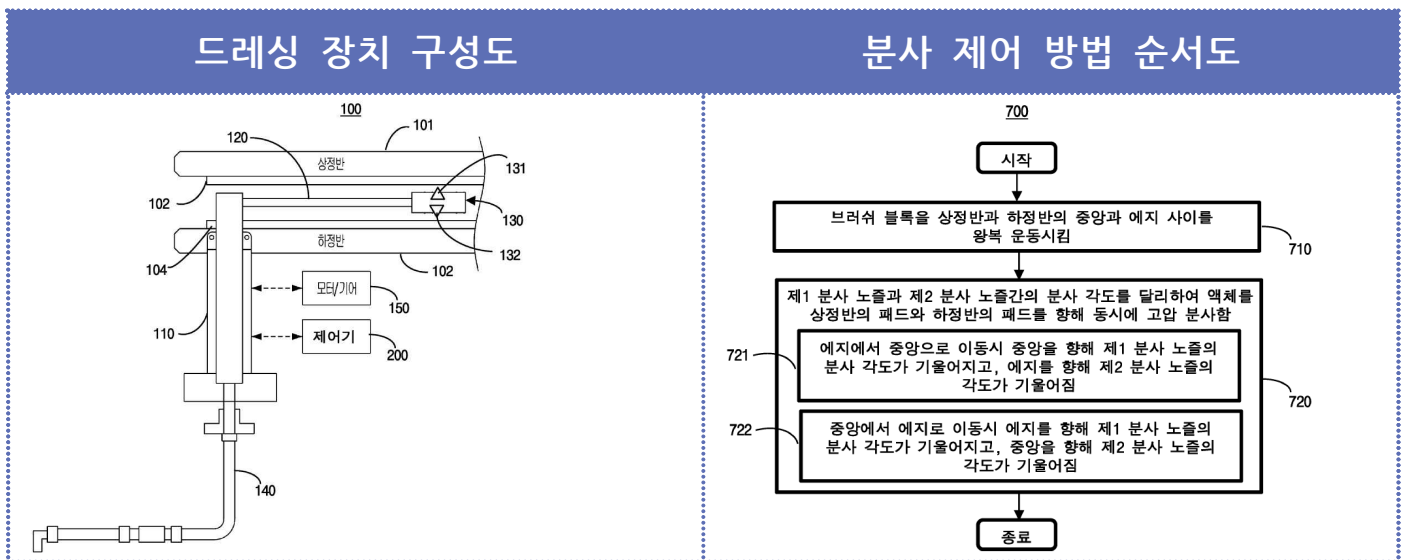 드레싱 장치 구성도
분사 제어 방법 순서도
100
101
120
상정반
131
102
130
하정반
132
104
102
모터/기어
150
110
제어기
200
140
700
시작
브러쉬 블록을 상정반과 하정반의 중앙과 에지 사이를
왕복 운동시킴
710
제1 분사 노즐과 제2 분사 노즐간의 분사 각도를 달리하여 액체를
상정반의 패드와 하정반의 패드를 향해 동시에 고압 분사함
721
에지에서 중앙으로 이동시 중앙을 향해 제1 분사 노즐의
분사 각도가 기울어지고, 에지를 향해 제2 분사 노즐의
각도가 기울어짐
720
722
중앙에서 에지로 이동시 에지를 향해 제1 분사 노즐의
분사 각도가 기울어지고, 중앙을 향해 제2 분사 노즐의
각도가 기울어짐
종료